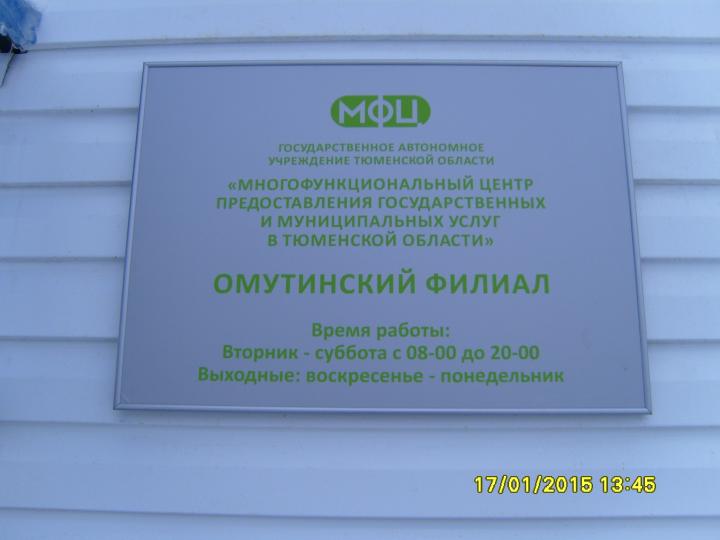 МФЦ
ГОСУДАРСТВЕННОЕ АВТОНОМНОЕ
УЧРЕЖДЕНИЕ ТЮМЕНСКОЙ ОБЛАСТИ
«МНОГОФУНКЦИОНАЛЬНЫЙ ЦЕНТР
ПРЕДОСТАВЛЕНИЯ ГОСУДАРСТВЕННЫХ
И МУНИЦИПАЛЬНЫХ УСЛУГ
В ТЮМЕНСКОЙ ОБЛАСТИ»
ОМУТИНСКИЙ ФИЛИАЛ
Время работы:
Вторник - суббота с 08-00 до 20-00
Выходные: воскресенье - понедельник
17/01/2015 13:45